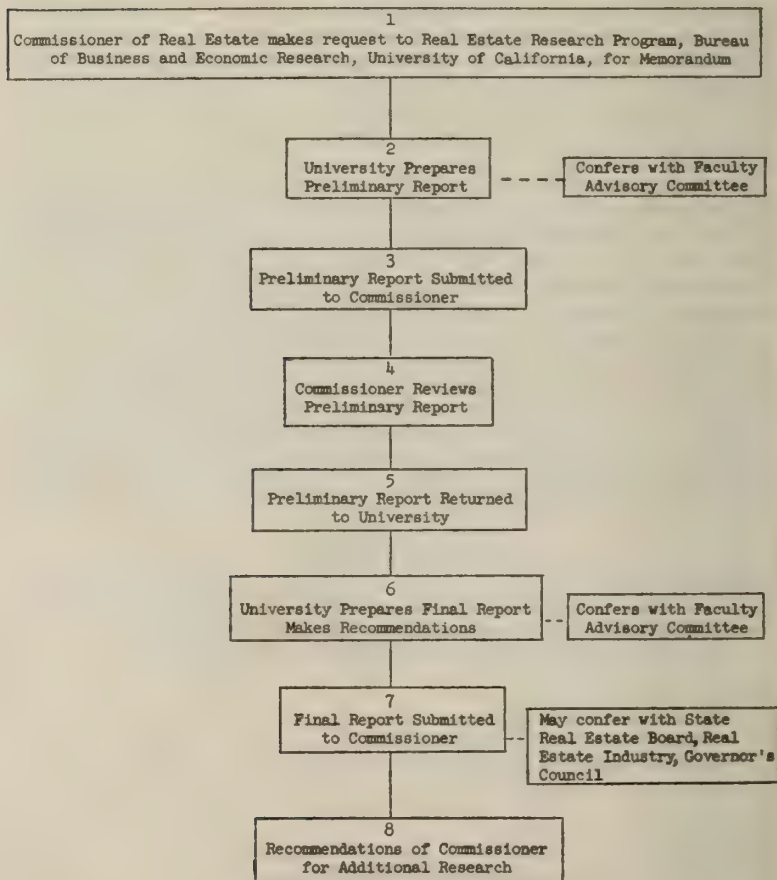 1
Commissioner of Real Estate makes request to Real Estate Research Program, Bureau
of Business and Economic Research, University of California, for Memorandum
2
University Prepares
Preliminary Report
Confers with Faculty
Advisory Committee
3
Preliminary Report Submitted
to Commissioner
4
Commissioner Reviews
Preliminary Report
5
Preliminary Report Returned
to University
6
University Prepares Final Report
Makes Recommendations
Confers with Faculty
Advisory Committee
7
Final Report Submitted
to Commissioner
May confer with State
Real Estate Board, Real
Estate Industry, Governor's
Council
8
Recommendations of Commissioner
for Additional Research